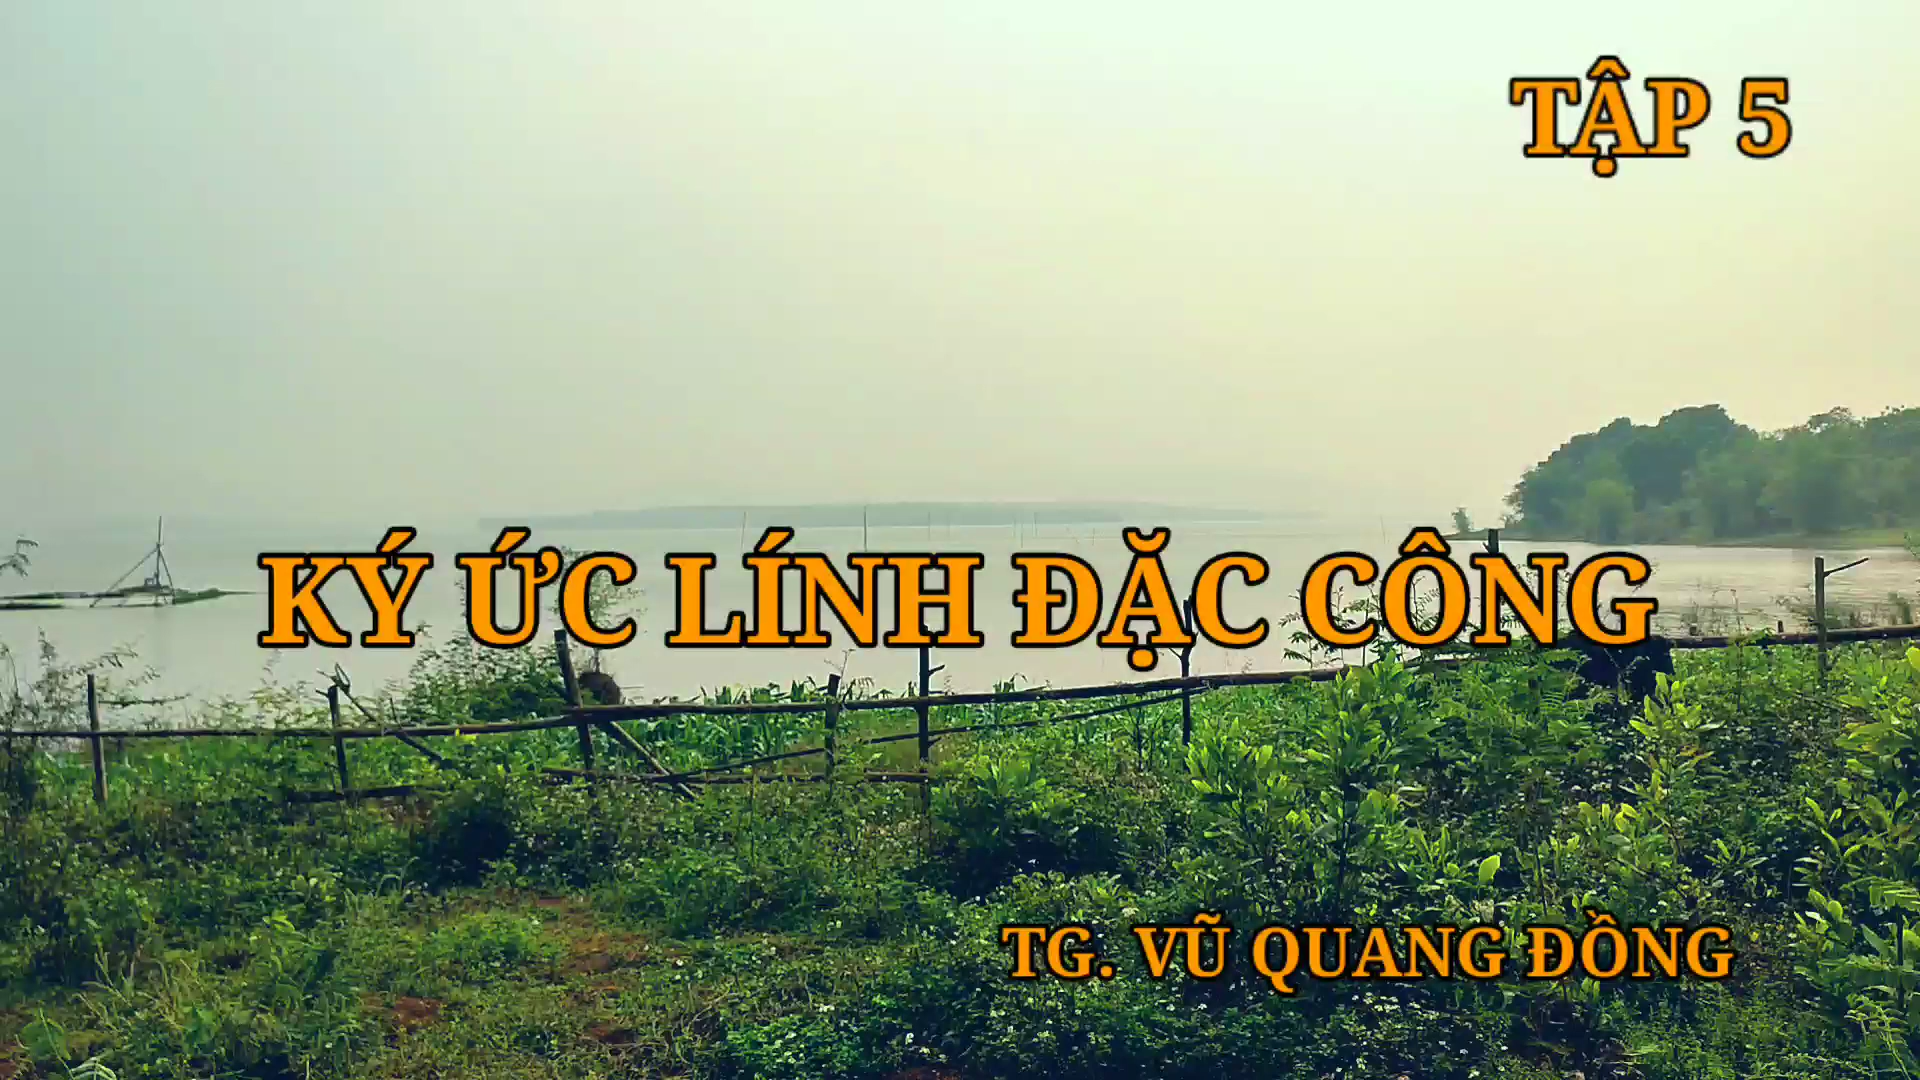 TẬP 5
KÝ ỨC LÍNH ĐẶC CÔNG
TG. VŨ QUANG ĐỒNG